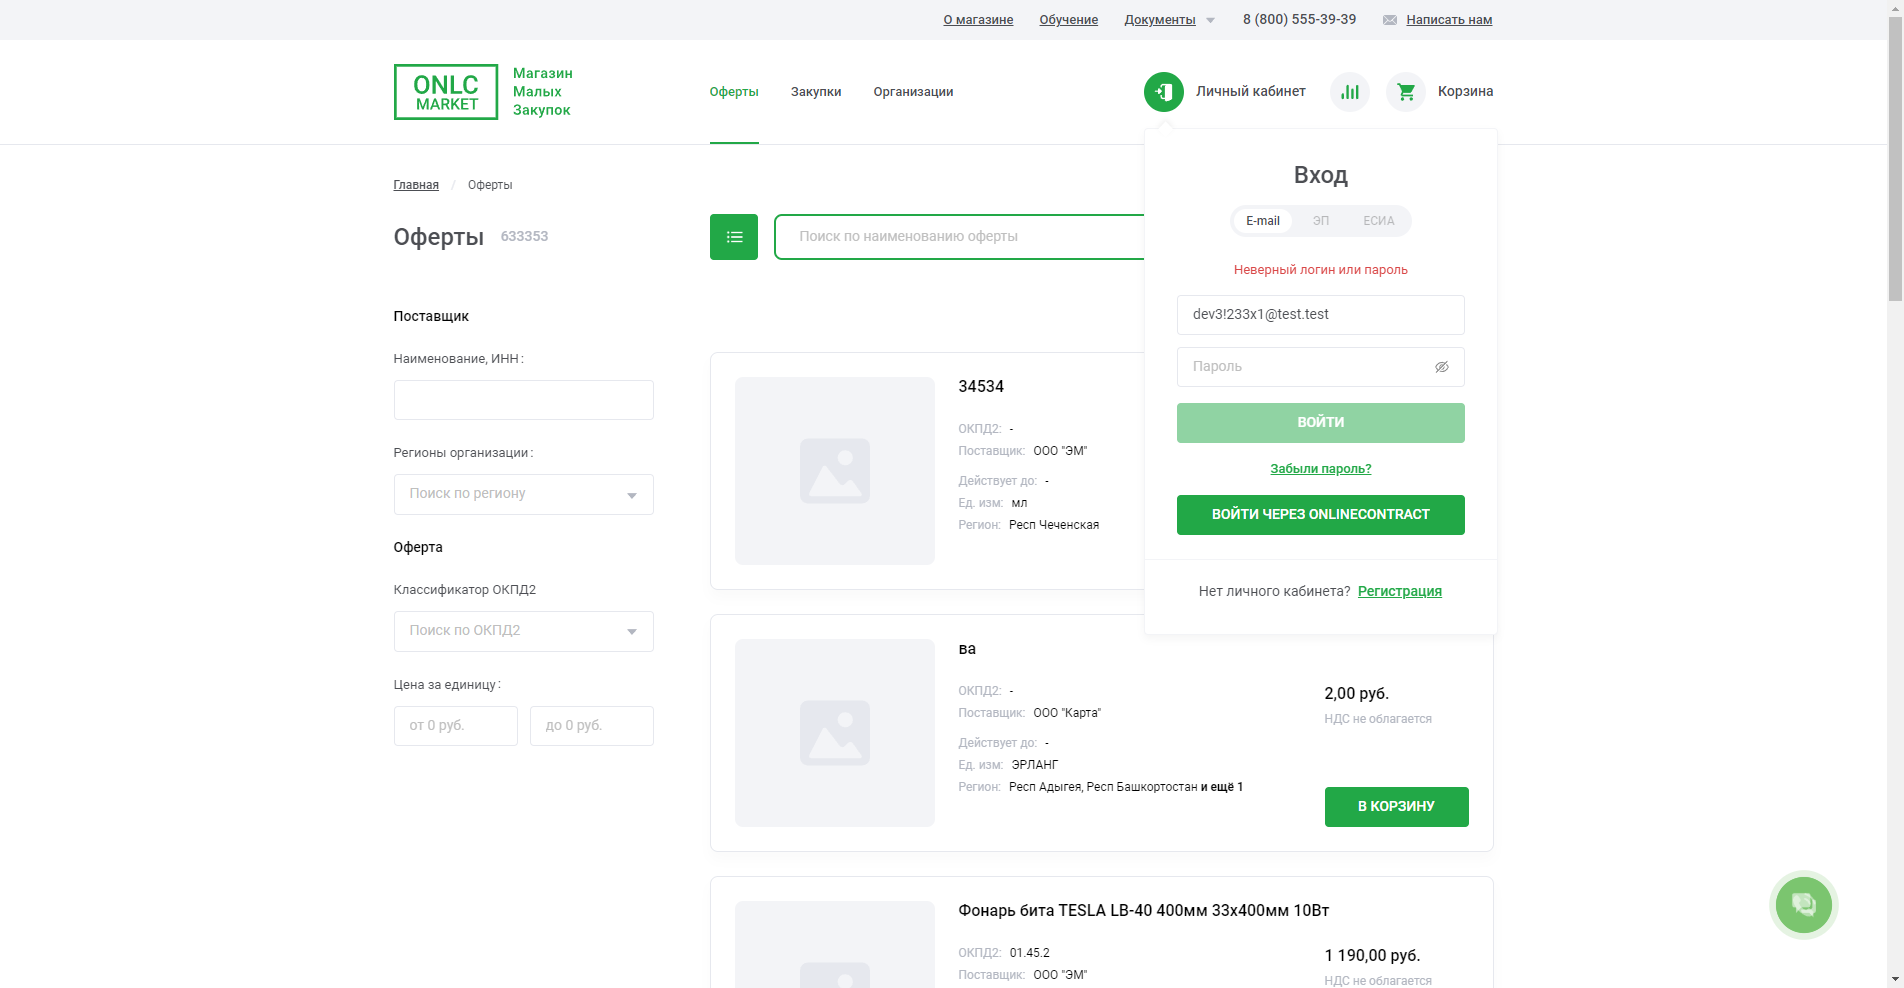 О магазине
Обучение
Документы
8 (800) 555-39-39
Написать нам
ONLC
MARKET
Магазин
Малых
Закупок
Оферты
Закупки
Организации
Личный кабинет
Корзина
Главная / Оферты
Оферты 633353
Поиск по наименованию оферты
Поставщик
Наименование, ИНН:
Регионы организации:
Поиск по региону
Оферта
Классификатор ОКПД2
Поиск по ОКПД2
Цена за единицу:
от 0 руб.
до 0 руб.
34534
ОКПД2: -
Поставщик: ООО "ЭМ"
Действует до: -
Ед. изм: мл
Регион: Респ Чеченская
Вход
E-mail
ЭП
ЕСИА
Неверный логин или пароль
dev3!233x1@test.test
Пароль
ВОЙТИ
Забыли пароль?
ВОЙТИ ЧЕРЕЗ ONLINECONTRACT
Нет личного кабинета? Регистрация
ва
ОКПД2: -
Поставщик: ООО "Карта"
Действует до: -
Ед. изм: ЭРЛАНГ
Регион: Респ Адыгея, Респ Башкортостан и ещё 1
2,00 руб.
НДС не облагается
В КОРЗИНУ
Фонарь бита TESLA LB-40 400мм 33х400мм 10Вт
ОКПД2: 01.45.2
Поставщик: ООО "ЭМ"
1 190,00 руб.
НДС не облагается